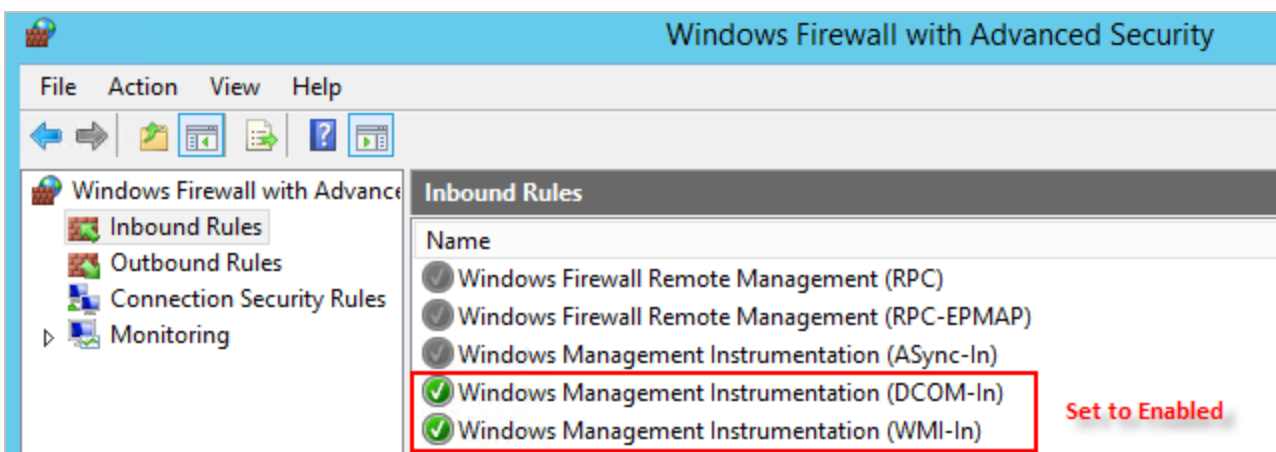 Windows Firewall with Advanced Security
File Action View Help
Windows Firewall with Advance
Inbound Rules
Outbound Rules
Connection Security Rules
Monitoring
Inbound Rules
Name
Windows Firewall Remote Management (RPC)
Windows Firewall Remote Management (RPC-EPMAP)
Windows Management Instrumentation (ASync-In)
Windows Management Instrumentation (DCOM-In)
Windows Management Instrumentation (WMI-In)
Set to Enabled